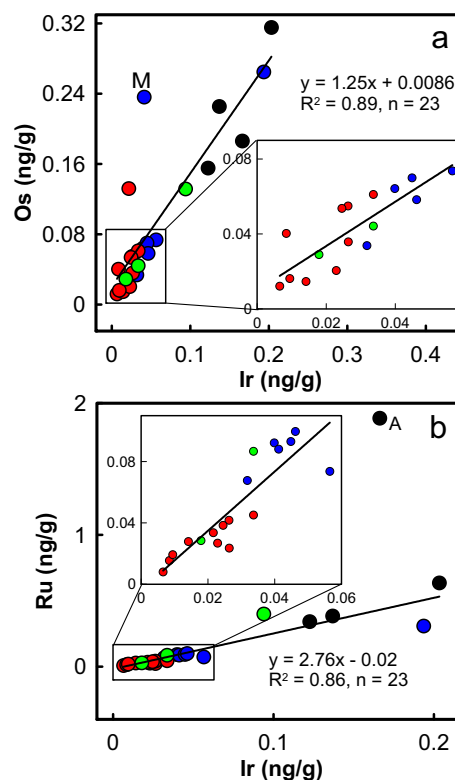 0.32
a
M
0.24
y = 1.25x + 0.0086
R² = 0.89, n = 23
Os (ng/g)
0.16
0.08
0.08
0.04
0
0
0.02
0.04
0
0
0.1
0.2
0.3
0.4
Ir (ng/g)
2
A
b
0.08
0.04
0
0
0.02
0.04
0.06
1
Ru (ng/g)
0
y = 2.76x - 0.02
R² = 0.86, n = 23
0
0.1
0.2
Ir (ng/g)